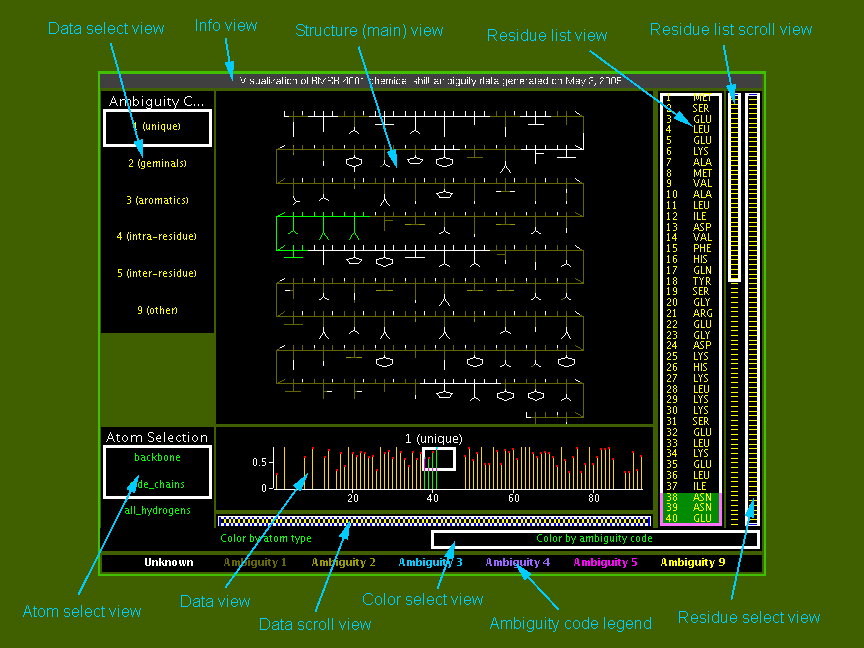 Data select view
Info view
Structure (main) view
Residue list view
Residue list scroll view
Visualization of BMRB 4001 chemical shift ambiguity data generated on May 3, 2005
Ambiguity C...
1 (unique)
2 (geminals)
3 (aromatics)
4 (intra-residue)
5 (inter-residue)
9 (other)
1 MET
2 SER
3 GLU
4 LEU
5 GLU
6 LYS
7 ALA
8 MET
9 VAL
10 ALA
11 LEU
12 ILE
13 ASP
14 VAL
15 PHE
16 HIS
17 GLN
18 TYR
19 SER
20 GLY
21 ARG
22 GLU
23 GLY
24 ASP
25 LYS
26 HIS
27 LYS
28 LEU
29 LYS
30 LYS
31 SER
32 GLU
33 LEU
34 LYS
35 GLU
36 LEU
37 ILE
38 ASN
39 ASN
40 GLU
Atom Selection
backbone
de_chains
all_hydrogens
1 (unique)
0.5
0
20 40 60 80
Color by atom type
Color by ambiguity code
Unknown Ambiguity 1 Ambiguity 2 Ambiguity 3 Ambiguity 4 Ambiguity 5 Ambiguity 9
Atom select view
Data view
Data scroll view
Color select view
Ambiguity code legend
Residue select view